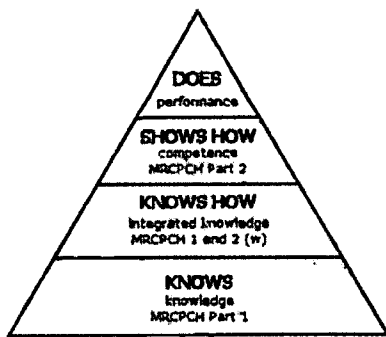 DOES
performance
SHOWS HOW
competence
MRCPCH Part 2
KNOWS HOW
integrated knowledge
MRCPCH 1 and 2 (w)
KNOWS
knowledge
MRCPCH Part 1